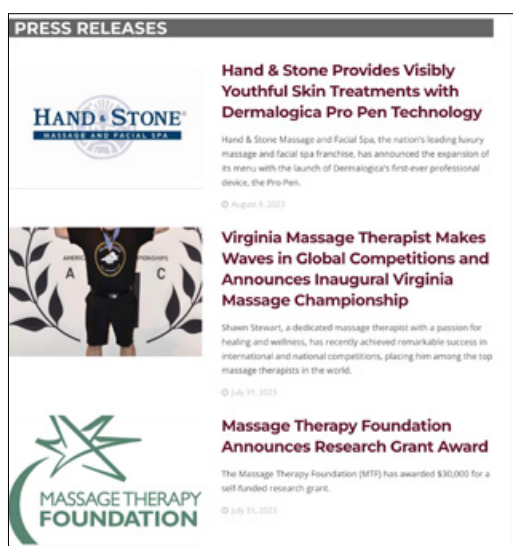 PRESS RELEASES
HAND & STONE®
MASSAGE AND FACIAL SPA
Hand & Stone Provides Visibly
Youthful Skin Treatments with
Dermalogica Pro Pen Technology
Hand & Stone Massage and Facial Spa, the nation's leading luxury
massage and facial spa franchise, has announced the expansion of
its menu with the launch of Dermalogica's first-ever professional
device, the Pro Pen.
August 9, 2023
AMERIC
PIONSHIPS
A
C
Virginia Massage Therapist Makes
Waves in Global Competitions and
Announces Inaugural Virginia
Massage Championship
Shawn Stewart, a dedicated massage therapist with a passion for
healing and wellness, has recently achieved remarkable success in
international and national competitions, placing him among the top
massage therapists in the world.
July 31, 2023
MASSAGE THERAPY
FOUNDATION
Massage Therapy Foundation
Announces Research Grant Award
The Massage Therapy Foundation (MTF) has awarded $30,000 for a
self-funded research grant.
July 31, 2023